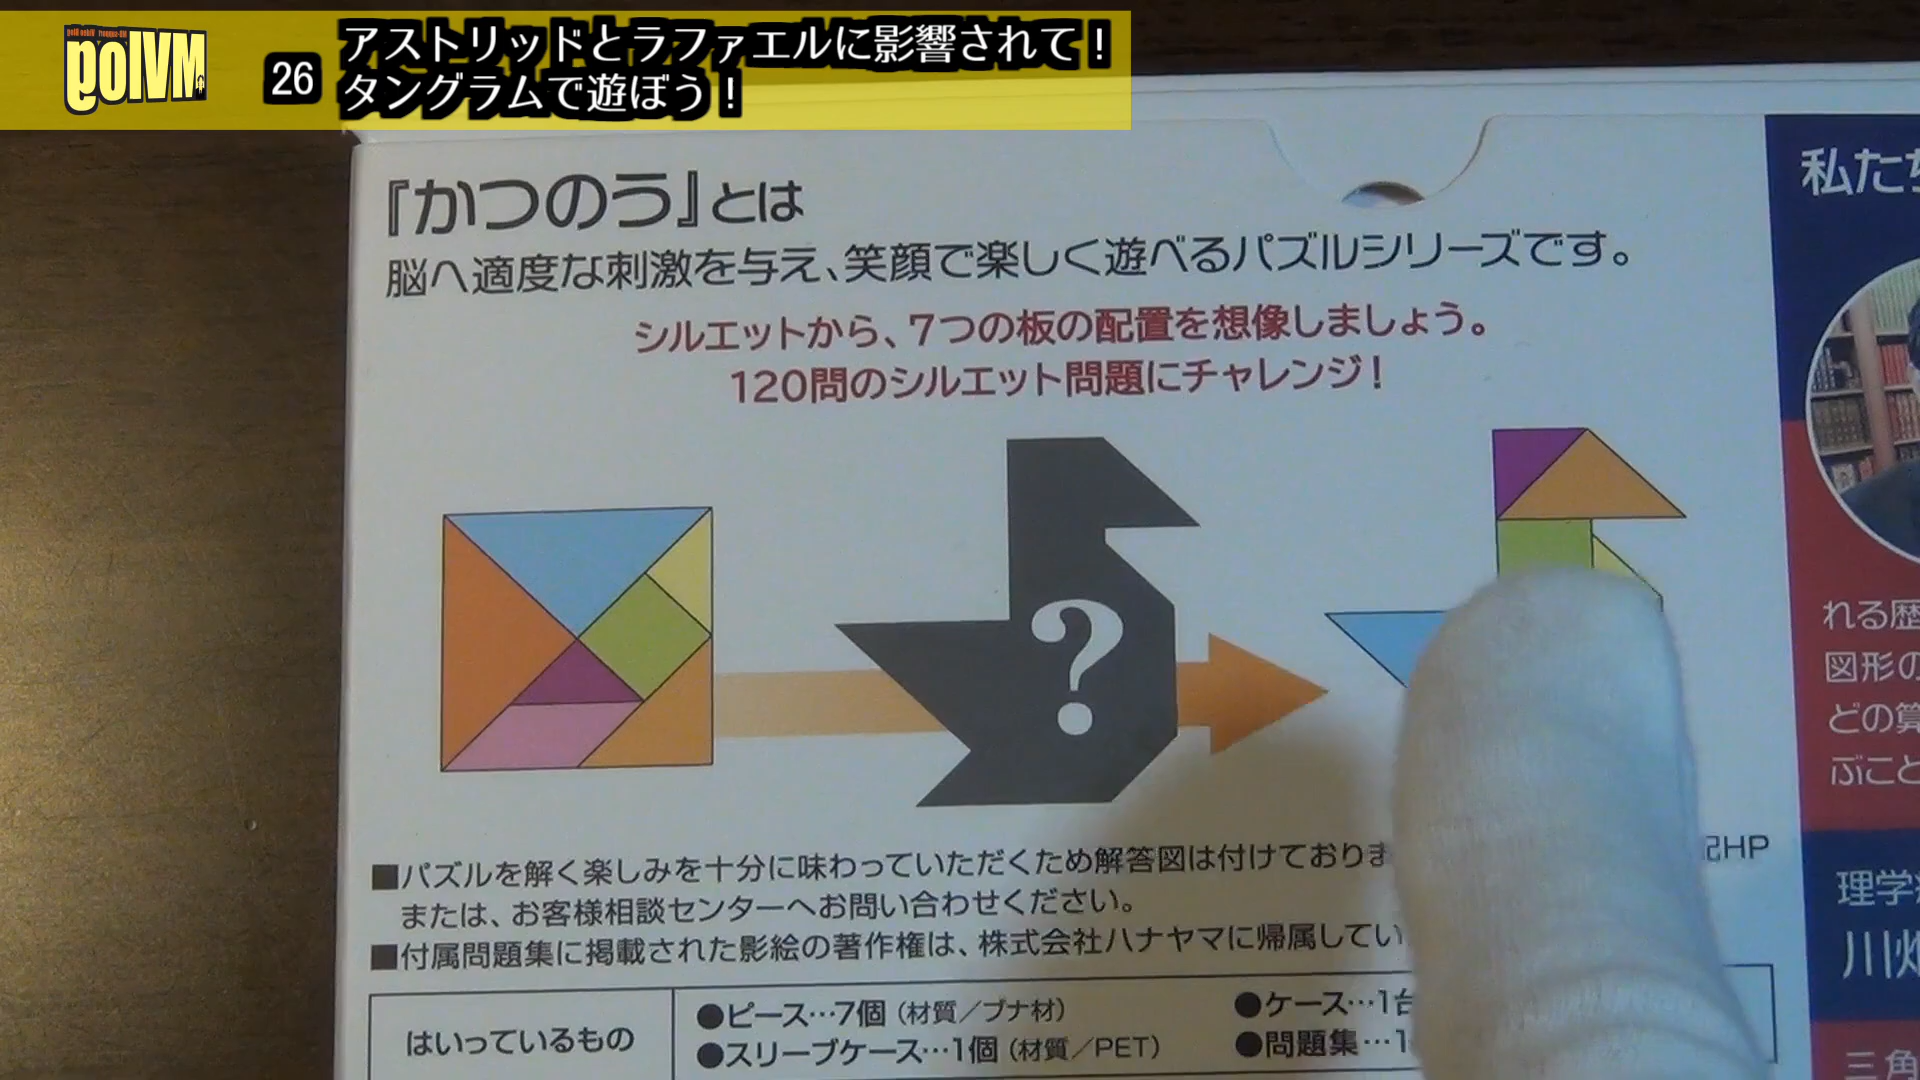 polVM
26
アストリッドとラファエルに影響されて！
タングラムで遊ぼう！
『かつのう』とは
脳へ適度な刺激を与え、笑顔で楽しく遊べるパズルシリーズです。
シルエットから、7つの板の配置を想像しましょう。
120問のシルエット問題にチャレンジ！
?
■パズルを解く楽しみを十分に味わっていただくため解答図は付けておりま
HP
または、お客様相談センターへお問い合わせください。
■付属問題集に掲載された影絵の著作権は、株式会社ハナヤマに帰属してい
はいっているもの
●ピース…7個（材質／ブナ材）
●ケース…1台
●スリーブケース…1個（材質／PET）
●問題集…1
私たち
れる歴
図形の
どの算
ぶこと
理学
川畑
三角